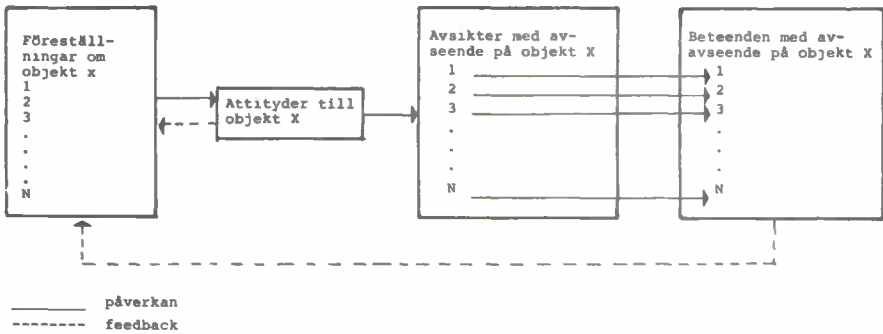 Föreställ-
ningar om
objekt X
1
2
3
.
.
.
.
N
Attityder till
objekt X
Avsikter med av-
seende på objekt X
1
2
3
.
.
.
.
N
Beteenden med av-
avseende på objekt X
1
2
3
.
.
.
.
N
påverkan
feedback